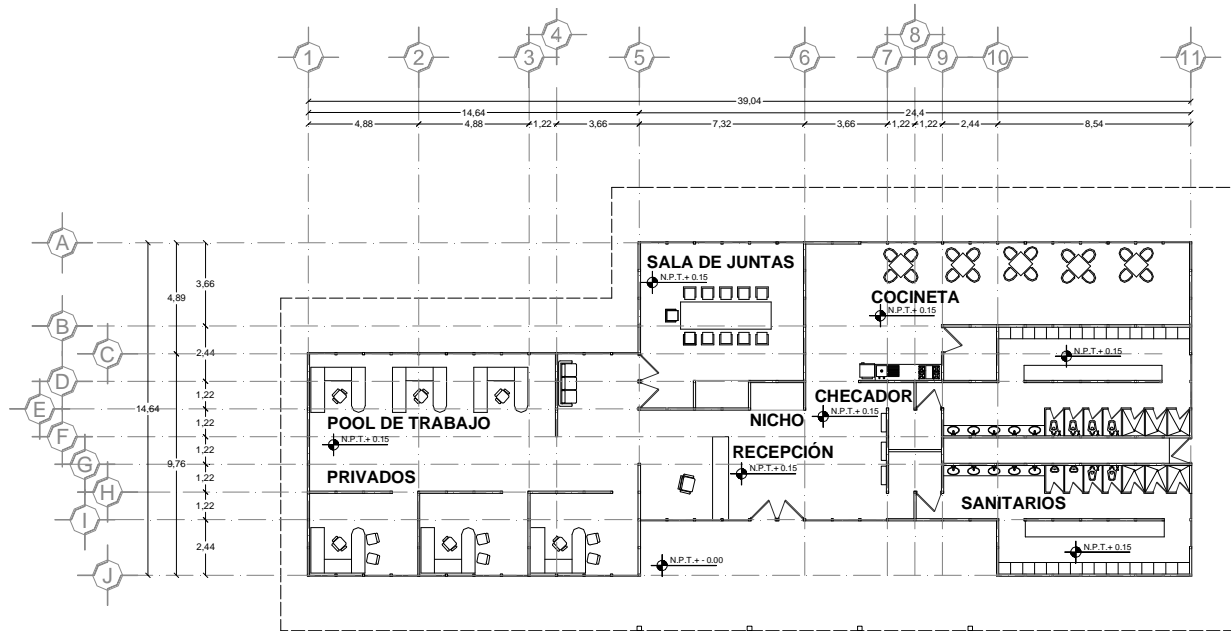 4
8
1
2
3
5
6
7
9
10
11
39,04
14,64
24,4
4,88
4,88
1,22
3,66
7,32
3,66
1,22
1,22
2,44
8,54
A
B
C
D
E
F
G
H
I
J
14,64
4,89
9,76
3,66
2,44
1,22
1,22
1,22
1,22
1,22
2,44
SALA DE JUNTAS
N.P.T.+ 0.15
COCINETA
N.P.T.+ 0.15
N.P.T.+ 0.15
CHECADOR
N.P.T.+ 0.15
NICHO
POOL DE TRABAJO
N.P.T.+ 0.15
RECEPCIÓN
N.P.T.+ 0.15
PRIVADOS
SANITARIOS
N.P.T.+ 0.15
N.P.T.+ - 0.00